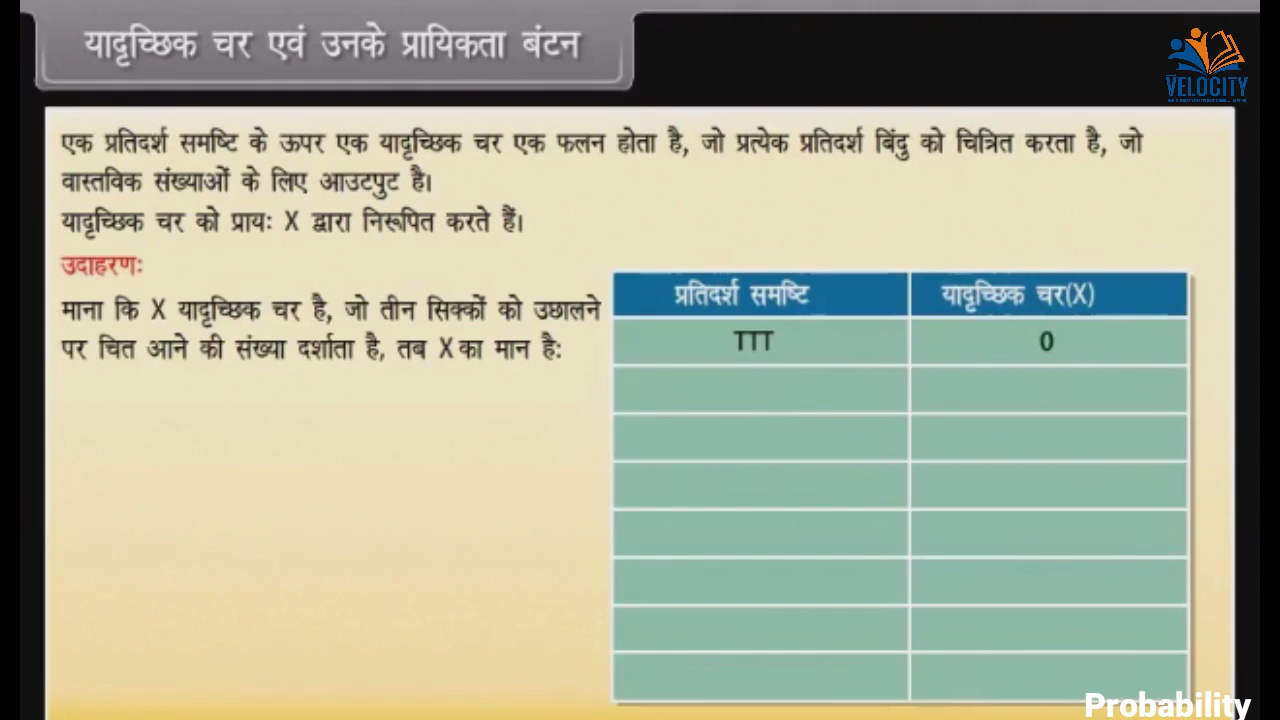 यादृच्छिक चर एवं उनके प्रायिकता बंटन
VELOCITY
एक प्रतिदर्श समष्टि के ऊपर एक यादृच्छिक चर एक फलन होता है, जो प्रत्येक प्रतिदर्श बिंदु को चित्रित करता है, जो
वास्तविक संख्याओं के लिए आउटपुट है।
यादृच्छिक चर को प्रायः X द्वारा निरूपित करते हैं।
उदाहरणः
माना कि X यादृच्छिक चर है, जो तीन सिक्कों को उछालने
पर चित आने की संख्या दर्शाता है, तब X का मान हैः
प्रतिदर्श समष्टि यादृच्छिक चर(X)
TTT 0
Probability